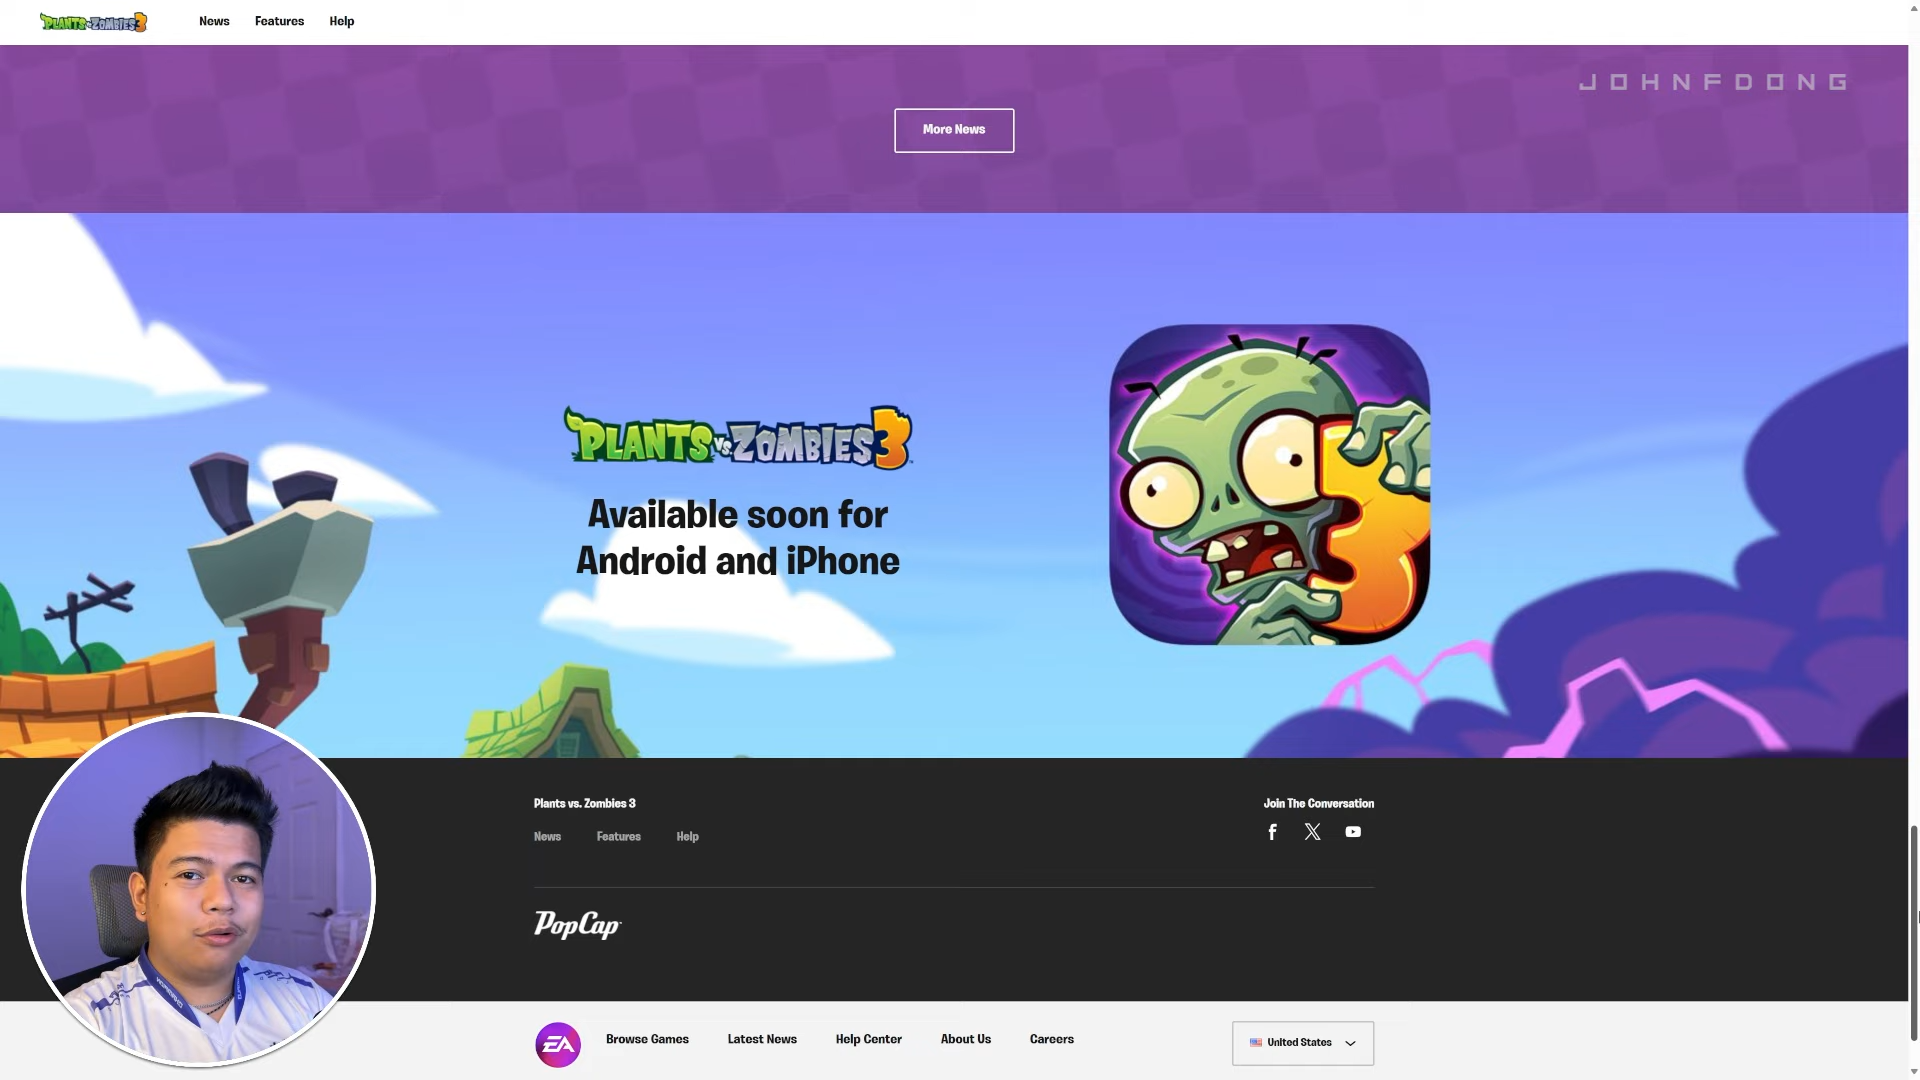 PLANTS vs. ZOMBIES 3
News
Features
Help
JOHNFDONG
More News
PLANTS vs. ZOMBIES 3
Available soon for
Android and iPhone
3
Plants vs. Zombies 3
Join The Conversation
News
Features
Help
PopCap
EA
Browse Games
Latest News
Help Center
About Us
Careers
United States